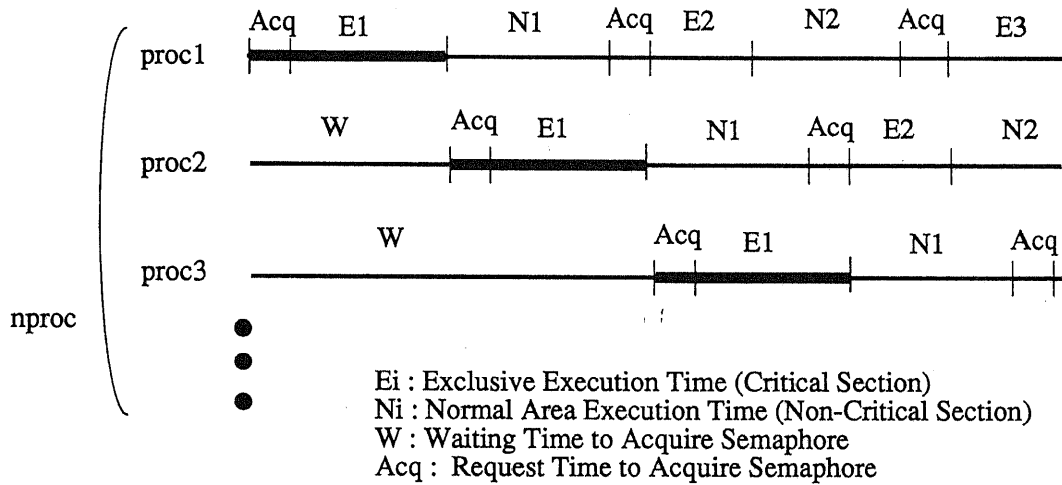 Acq E1 N1 Acq E2 N2 Acq E3
proc1
W Acq E1 N1 Acq E2 N2
proc2
W Acq E1 N1 Acq
proc3
nproc
Ei : Exclusive Execution Time (Critical Section)
Ni : Normal Area Execution Time (Non-Critical Section)
W : Waiting Time to Acquire Semaphore
Acq : Request Time to Acquire Semaphore